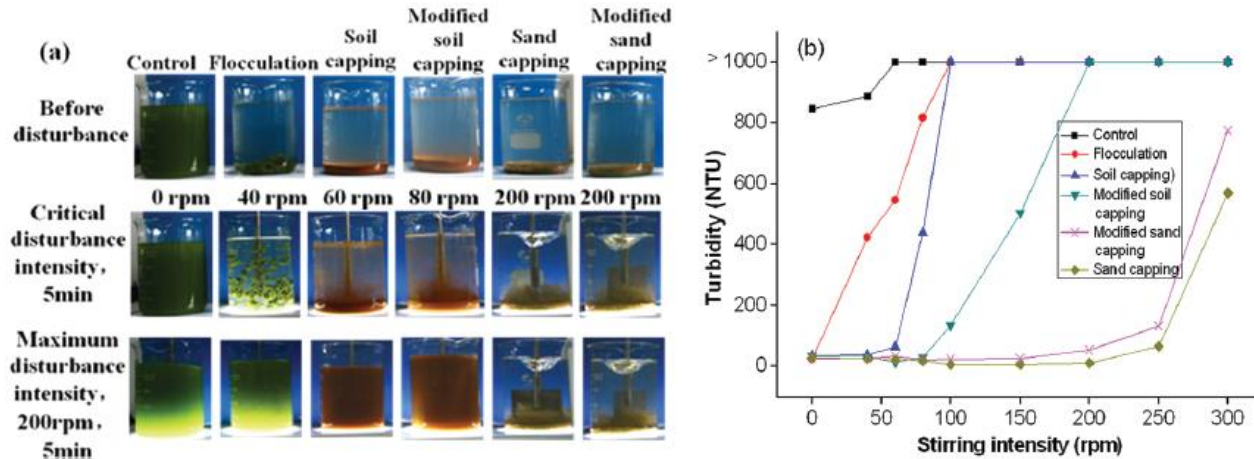 (a)
Control
Flocculation
Soil
capping
Modified
soil
capping
Sand
capping
Modified
sand
capping
Before
disturbance
0 rpm 40 rpm 60 rpm 80 rpm 200 rpm 200 rpm
Critical
disturbance
intensity,
5min
Maximum
disturbance
intensity,
200rpm,
5min
(b)
Turbidity (NTU)
> 1000
800
600
400
200
0
0 50 100 150 200 250 300
Stirring intensity (rpm)
Control
Flocculation
Soil capping)
Modified soil
capping
Modified sand
capping
Sand capping